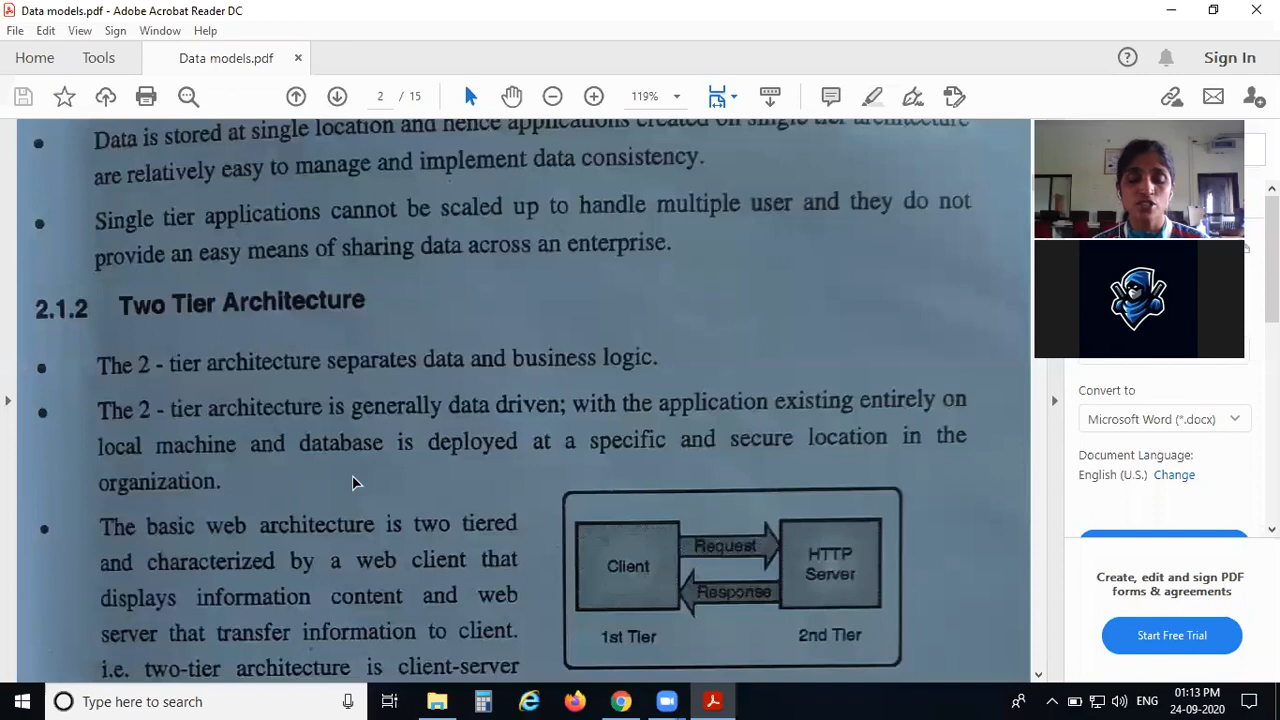 Data models.pdf - Adobe Acrobat Reader DC
File Edit View Sign Window Help
Home Tools Data models.pdf × Sign In
2 / 15 119%
Data is stored at single location and hence applications created on single tier architecture
are relatively easy to manage and implement data consistency.
Single tier applications cannot be scaled up to handle multiple user and they do not
provide an easy means of sharing data across an enterprise.
2.1.2 Two Tier Architecture
The 2 - tier architecture separates data and business logic.
The 2 - tier architecture is generally data driven; with the application existing entirely on
local machine and database is deployed at a specific and secure location in the
organization.
The basic web architecture is two tiered
and characterized by a web client that
displays information content and web
server that transfer information to client.
i.e. two-tier architecture is client-server
Client
Request
Response
HTTP
Server
1st Tier
2nd Tier
Convert to
Microsoft Word (*.docx)
Document Language:
English (U.S.) Change
Create, edit and sign PDF
forms & agreements
Start Free Trial
Type here to search
ENG
01:13 PM
24-09-2020